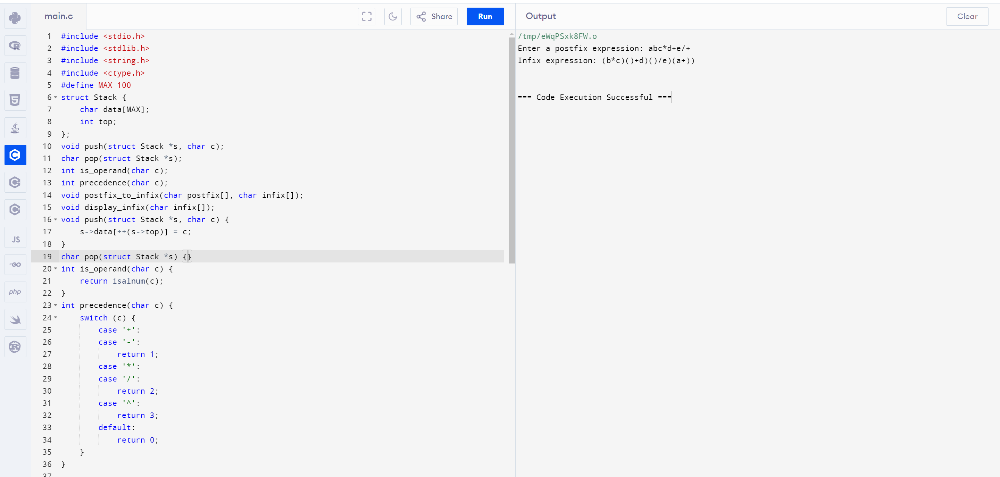 main.c
Share
Run
Output
Clear
1 #include <stdio.h>
2 #include <stdlib.h>
3 #include <string.h>
4 #include <ctype.h>
5 #define MAX 100
6 struct Stack {
7     char data[MAX];
8     int top;
9 };
10 void push(struct Stack *s, char c);
11 char pop(struct Stack *s);
12 int is_operand(char c);
13 int precedence(char c);
14 void postfix_to_infix(char postfix[], char infix[]);
15 void display_infix(char infix[]);
16 void push(struct Stack *s, char c) {
17     s->data[++(s->top)] = c;
18 }
19 char pop(struct Stack *s) {}
20 int is_operand(char c) {
21     return isalnum(c);
22 }
23 int precedence(char c) {
24     switch (c) {
25         case '+':
26         case '-':
27             return 1;
28         case '*':
29         case '/':
30             return 2;
31         case '^':
32             return 3;
33         default:
34             return 0;
35     }
36 }
37
/tmp/eWqPSxk8FW.o
Enter a postfix expression: abc*d+e/+
Infix expression: (b*c)()+d)()/e)(a+))
=== Code Execution Successful ===
R
5
C
C
C
JS
GO
php
R